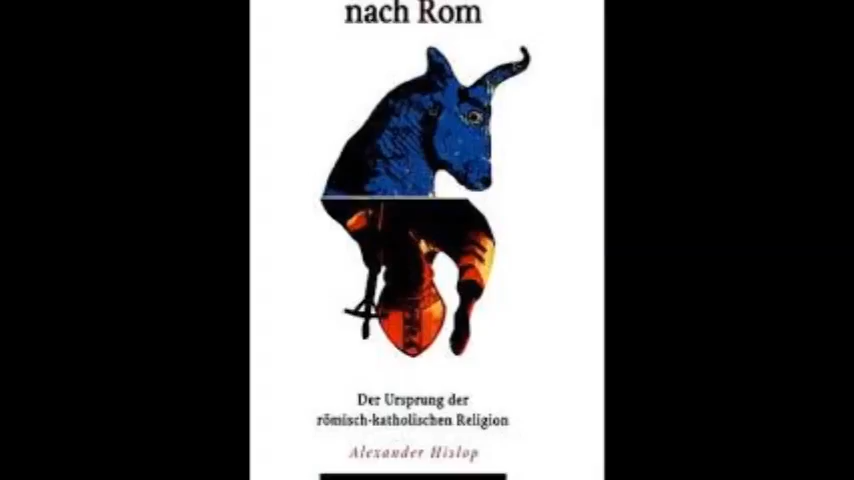 nach Rom
Der Ursprung der
römisch-katholischen Religion
Alexander Hislop